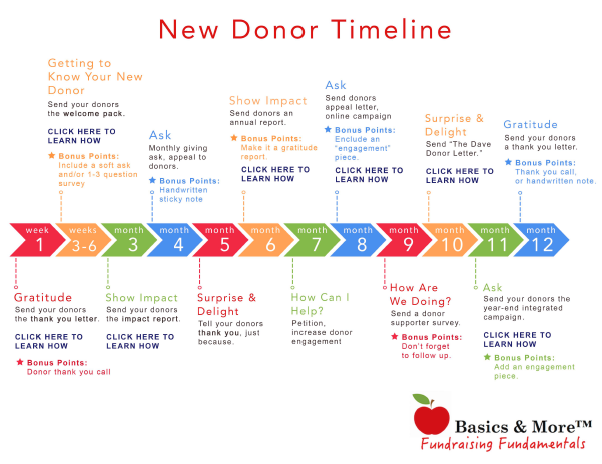 New Donor Timeline
Getting to
Know Your New
Donor
Send your donors
the welcome pack.
CLICK HERE TO
LEARN HOW
★ Bonus Points:
Include a soft ask
and/or 1-3 question
survey
Ask
Monthly giving
ask, appeal to
donors.
★ Bonus Points:
Handwritten
sticky note
Show Impact
Send donors an
annual report.
★ Bonus Points:
Make it a gratitude
report.
CLICK HERE TO
LEARN HOW
Ask
Send donors
appeal letter,
online campaign
★ Bonus Points:
Include an
"engagement"
piece.
CLICK HERE TO
LEARN HOW
Surprise &
Delight
Send "The Dave
Donor Letter."
CLICK HERE TO
LEARN HOW
Gratitude
Send your donors
a thank you letter.
★ Bonus Points:
Thank you call,
or handwritten note.
week
1
weeks
3-6
month
3
month
4
month
5
month
6
month
7
month
8
month
9
month
10
month
11
month
12
Gratitude
Send your donors
the thank you letter.
CLICK HERE TO
LEARN HOW
★ Bonus Points:
Donor thank you call
Show Impact
Send your donors
the impact report.
CLICK HERE TO
LEARN HOW
Surprise &
Delight
Tell your donors
thank you, just
because.
How Can I
Help?
Petition,
increase donor
engagement
How Are
We Doing?
Send a donor
supporter survey.
★ Bonus Points:
Don't forget
to follow up.
Ask
Send your donors the
year-end integrated
campaign.
CLICK HERE TO
LEARN HOW
★ Bonus Points:
Add an engagement
piece.
Basics & More™
Fundraising Fundamentals